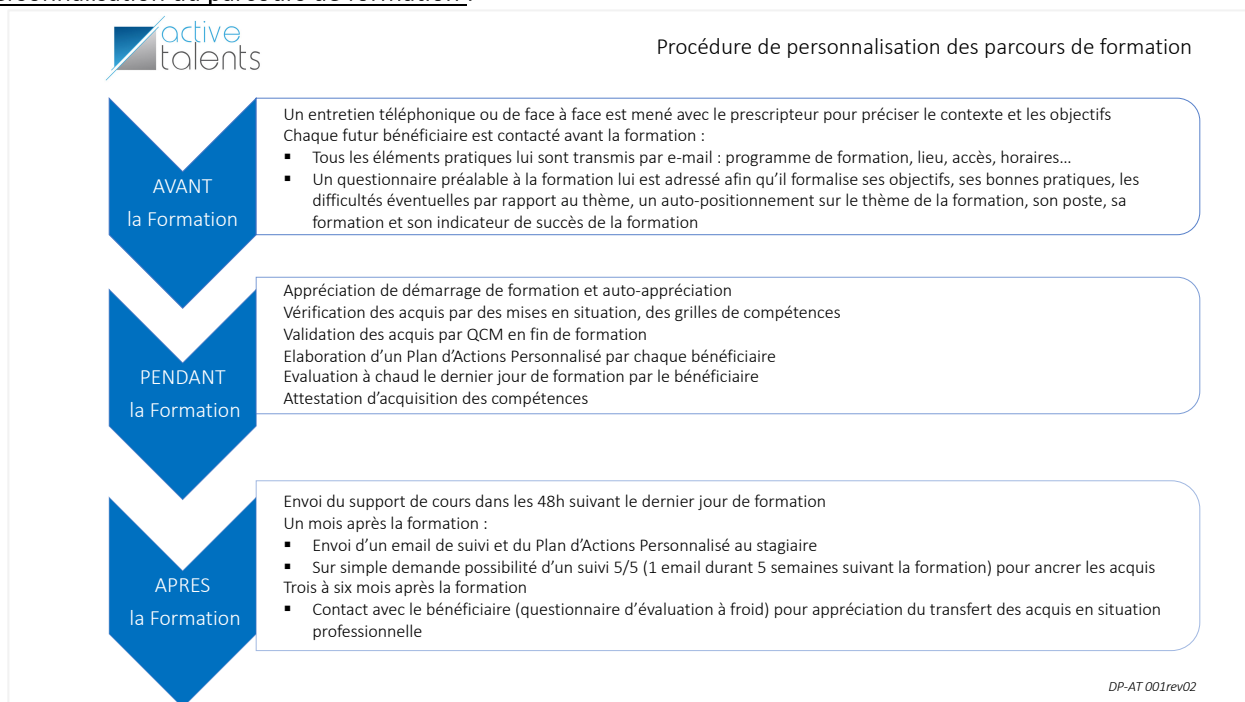 ersonnalisation du parcours de formation :
active
talents
Procédure de personnalisation des parcours de formation
AVANT
la Formation
Un entretien téléphonique ou de face à face est mené avec le prescripteur pour préciser le contexte et les objectifs
Chaque futur bénéficiaire est contacté avant la formation :
▪ Tous les éléments pratiques lui sont transmis par e-mail : programme de formation, lieu, accès, horaires…
▪ Un questionnaire préalable à la formation lui est adressé afin qu'il formalise ses objectifs, ses bonnes pratiques, les
difficultés éventuelles par rapport au thème, un auto-positionnement sur le thème de la formation, son poste, sa
formation et son indicateur de succès de la formation
PENDANT
la Formation
Appréciation de démarrage de formation et auto-appréciation
Vérification des acquis par des mises en situation, des grilles de compétences
Validation des acquis par QCM en fin de formation
Elaboration d'un Plan d'Actions Personnalisé par chaque bénéficiaire
Evaluation à chaud le dernier jour de formation par le bénéficiaire
Attestation d'acquisition des compétences
APRES
la Formation
Envoi du support de cours dans les 48h suivant le dernier jour de formation
Un mois après la formation :
▪ Envoi d'un email de suivi et du Plan d'Actions Personnalisé au stagiaire
▪ Sur simple demande possibilité d'un suivi 5/5 (1 email durant 5 semaines suivant la formation) pour ancrer les acquis
Trois à six mois après la formation
▪ Contact avec le bénéficiaire (questionnaire d'évaluation à froid) pour appréciation du transfert des acquis en situation
professionnelle
DP-AT 001rev02